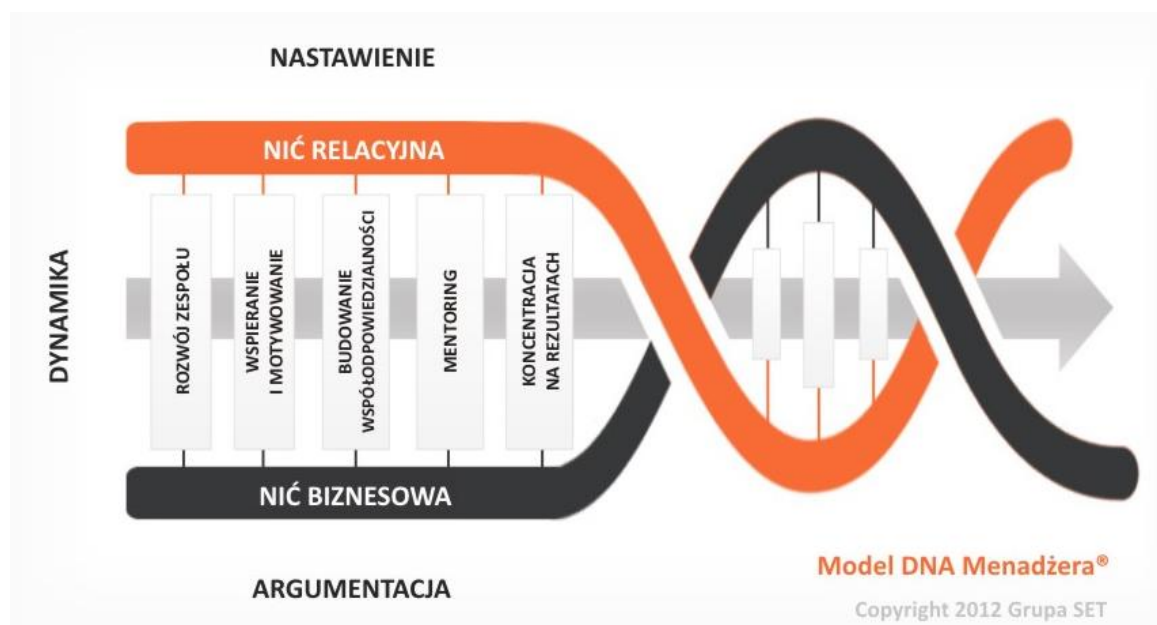 NASTAWIENIE
NIĆ RELACYJNA
DYNAMIKA
ROZWÓJ ZESPOŁU
WSPIERANIE
I MOTYWOWANIE
BUDOWANIE
WSPÓŁODPOWIEDZIALNOŚCI
MENTORING
KONCENTRACJA
NA REZULTATACH
NIĆ BIZNESOWA
ARGUMENTACJA
Model DNA Menadżera®
Copyright 2012 Grupa SET